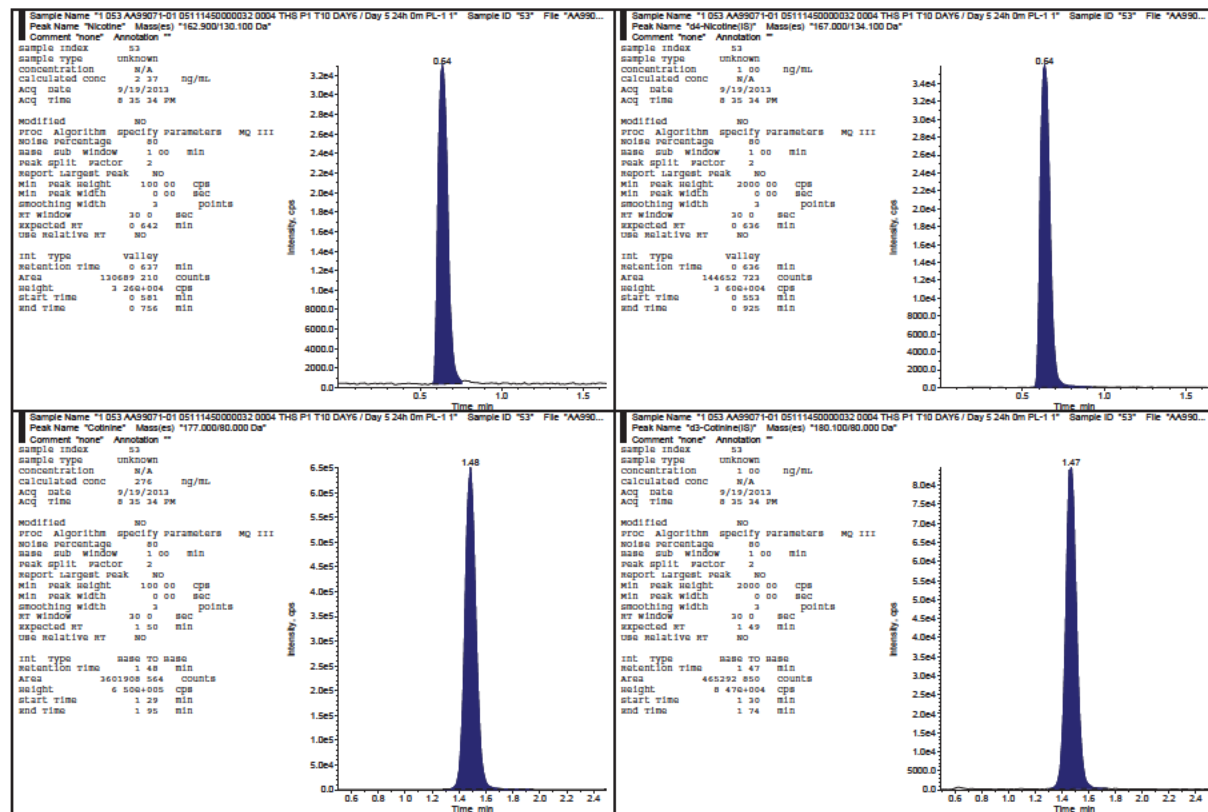 Sample Name "1 053 AA99071-01 05111450000032 0004 THS P1 T10 DAY6 / Day 5 24h 0m PL-1 1" Sample ID "53" File "AA990...
Peak Name "Nicotine" Mass(es) "162.900/130.100 Da"
Comment "none" Annotation ""
Sample Index 53
Sample Type Unknown
Concentration N/A
Calculated Conc 2 37 ng/mL
Acq Date 9/19/2013
Acq Time 8 35 34 PM
Modified NO
Proc Algorithm Specify Parameters MQ III
Noise Percentage 80
Base Sub Window 1 00 min
Peak Split Factor 2
Report Largest Peak NO
Min Peak Height 100 00 cps
Min Peak Width 0 00 sec
Smoothing Width 3 points
RT Window 30 0 sec
Expected RT 0 642 min
Use Relative RT NO
Int Type Valley
Retention Time 0 637 min
Area 130689 210 counts
Height 3 26e+004 cps
Start Time 0 581 min
End Time 0 756 min
0.64
3.2e4
3.0e4
2.8e4
2.6e4
2.4e4
2.2e4
2.0e4
1.8e4
1.6e4
1.4e4
1.2e4
1.0e4
8000.0
6000.0
4000.0
2000.0
0.0
Intensity, cps
0.5 1.0 1.5
Time min
Sample Name "1 053 AA99071-01 05111450000032 0004 THS P1 T10 DAY6 / Day 5 24h 0m PL-1 1" Sample ID "53" File "AA990...
Peak Name "d4-Nicotine(IS)" Mass(es) "167.000/134.100 Da"
Comment "none" Annotation ""
Sample Index 53
Sample Type Unknown
Concentration 1 00 ng/mL
Calculated Conc N/A
Acq Date 9/19/2013
Acq Time 8 35 34 PM
Modified NO
Proc Algorithm Specify Parameters MQ III
Noise Percentage 80
Base Sub Window 1 00 min
Peak Split Factor 2
Report Largest Peak NO
Min Peak Height 2000 00 cps
Min Peak Width 0 00 sec
Smoothing Width 3 points
RT Window 30 0 sec
Expected RT 0 636 min
Use Relative RT NO
Int Type Valley
Retention Time 0 636 min
Area 144652 723 counts
Height 3 60e+004 cps
Start Time 0 553 min
End Time 0 925 min
0.64
3.4e4
3.2e4
3.0e4
2.8e4
2.6e4
2.4e4
2.2e4
2.0e4
1.8e4
1.6e4
1.4e4
1.2e4
1.0e4
8000.0
6000.0
4000.0
2000.0
0.0
Intensity, cps
0.5 1.0 1.5
Time min
Sample Name "1 053 AA99071-01 05111450000032 0004 THS P1 T10 DAY6 / Day 5 24h 0m PL-1 1" Sample ID "53" File "AA990...
Peak Name "Cotinine" Mass(es) "177.000/80.000 Da"
Comment "none" Annotation ""
Sample Index 53
Sample Type Unknown
Concentration N/A
Calculated Conc 276 ng/mL
Acq Date 9/19/2013
Acq Time 8 35 34 PM
Modified NO
Proc Algorithm Specify Parameters MQ III
Noise Percentage 80
Base Sub Window 1 00 min
Peak Split Factor 2
Report Largest Peak NO
Min Peak Height 100 00 cps
Min Peak Width 0 00 sec
Smoothing Width 3 points
RT Window 30 0 sec
Expected RT 1 50 min
Use Relative RT NO
Int Type Base To Base
Retention Time 1 48 min
Area 3601908 564 counts
Height 6 50e+005 cps
Start Time 1 29 min
End Time 1 95 min
1.48
6.5e5
6.0e5
5.5e5
5.0e5
4.5e5
4.0e5
3.5e5
3.0e5
2.5e5
2.0e5
1.5e5
1.0e5
5.0e4
0.0
Intensity, cps
0.6 0.8 1.0 1.2 1.4 1.6 1.8 2.0 2.2 2.4
Time min
Sample Name "1 053 AA99071-01 05111450000032 0004 THS P1 T10 DAY6 / Day 5 24h 0m PL-1 1" Sample ID "53" File "AA990...
Peak Name "d3-Cotinine(IS)" Mass(es) "180.100/80.000 Da"
Comment "none" Annotation ""
Sample Index 53
Sample Type Unknown
Concentration 1 00 ng/mL
Calculated Conc N/A
Acq Date 9/19/2013
Acq Time 8 35 34 PM
Modified NO
Proc Algorithm Specify Parameters MQ III
Noise Percentage 80
Base Sub Window 1 00 min
Peak Split Factor 2
Report Largest Peak NO
Min Peak Height 2000 00 cps
Min Peak Width 0 00 sec
Smoothing Width 3 points
RT Window 30 0 sec
Expected RT 1 49 min
Use Relative RT NO
Int Type Base To Base
Retention Time 1 47 min
Area 465292 850 counts
Height 8 47e+004 cps
Start Time 1 30 min
End Time 1 74 min
1.47
8.0e4
7.5e4
7.0e4
6.5e4
6.0e4
5.5e4
5.0e4
4.5e4
4.0e4
3.5e4
3.0e4
2.5e4
2.0e4
1.5e4
1.0e4
5000.0
0.0
Intensity, cps
0.6 0.8 1.0 1.2 1.4 1.6 1.8 2.0 2.2 2.4
Time min